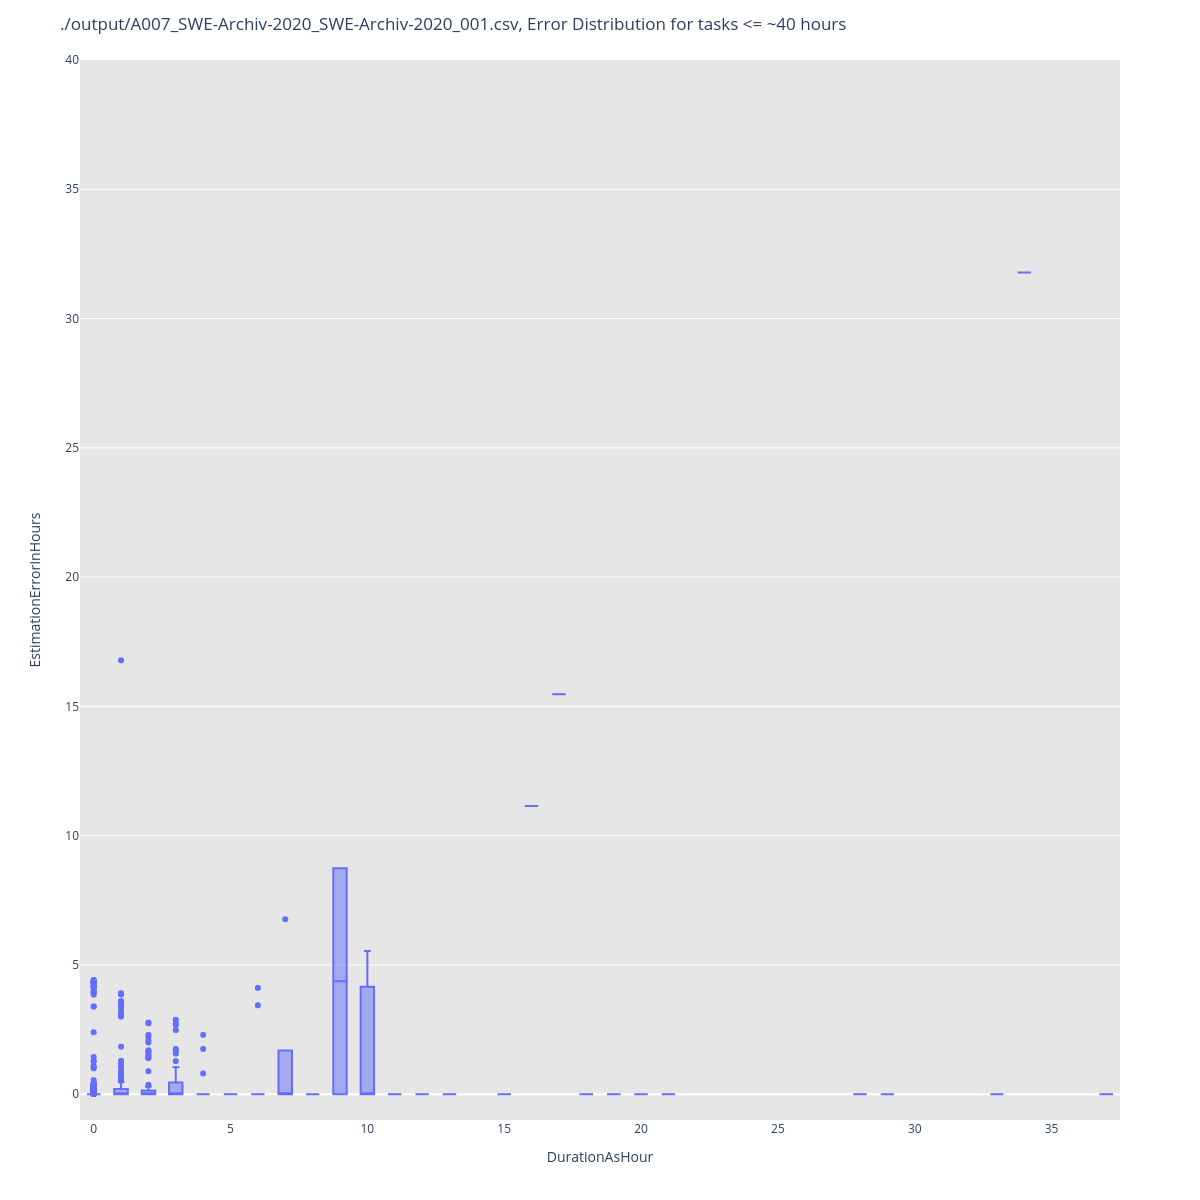 ./output/A007_SWE-Archiv-2020_SWE-Archiv-2020_001.csv, Error Distribution for tasks <= ~40 hours
40
35
30
25
20
15
10
5
0
EstimationErrorInHours
0 5 10 15 20 25 30 35
DurationAsHour